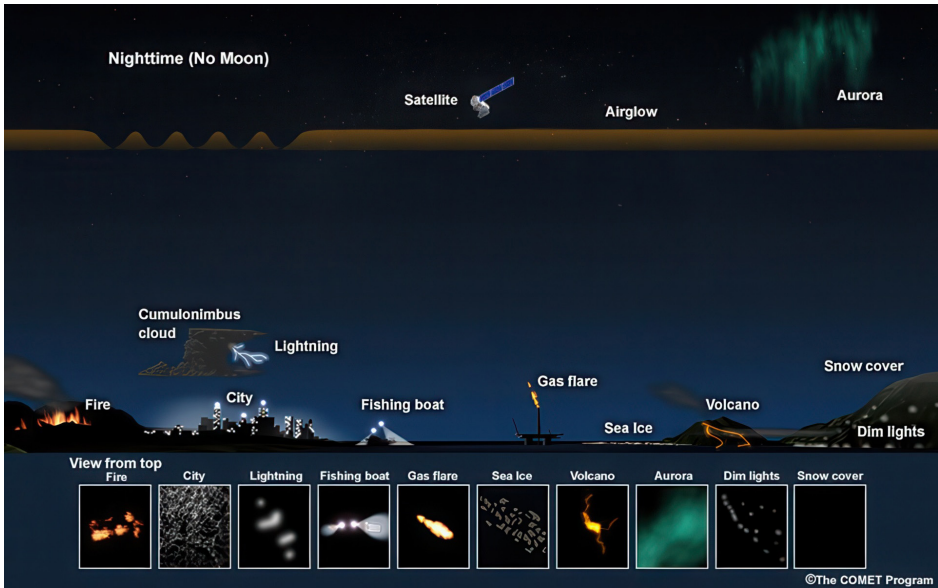 Nighttime (No Moon)
Satellite
Airglow
Aurora
Cumulonimbus
cloud
Lightning
Fire
City
Fishing boat
Gas flare
Sea Ice
Volcano
Snow cover
Dim lights
View from top
Fire
City
Lightning
Fishing boat
Gas flare
Sea Ice
Volcano
Aurora
Dim lights
Snow cover
©The COMET Program